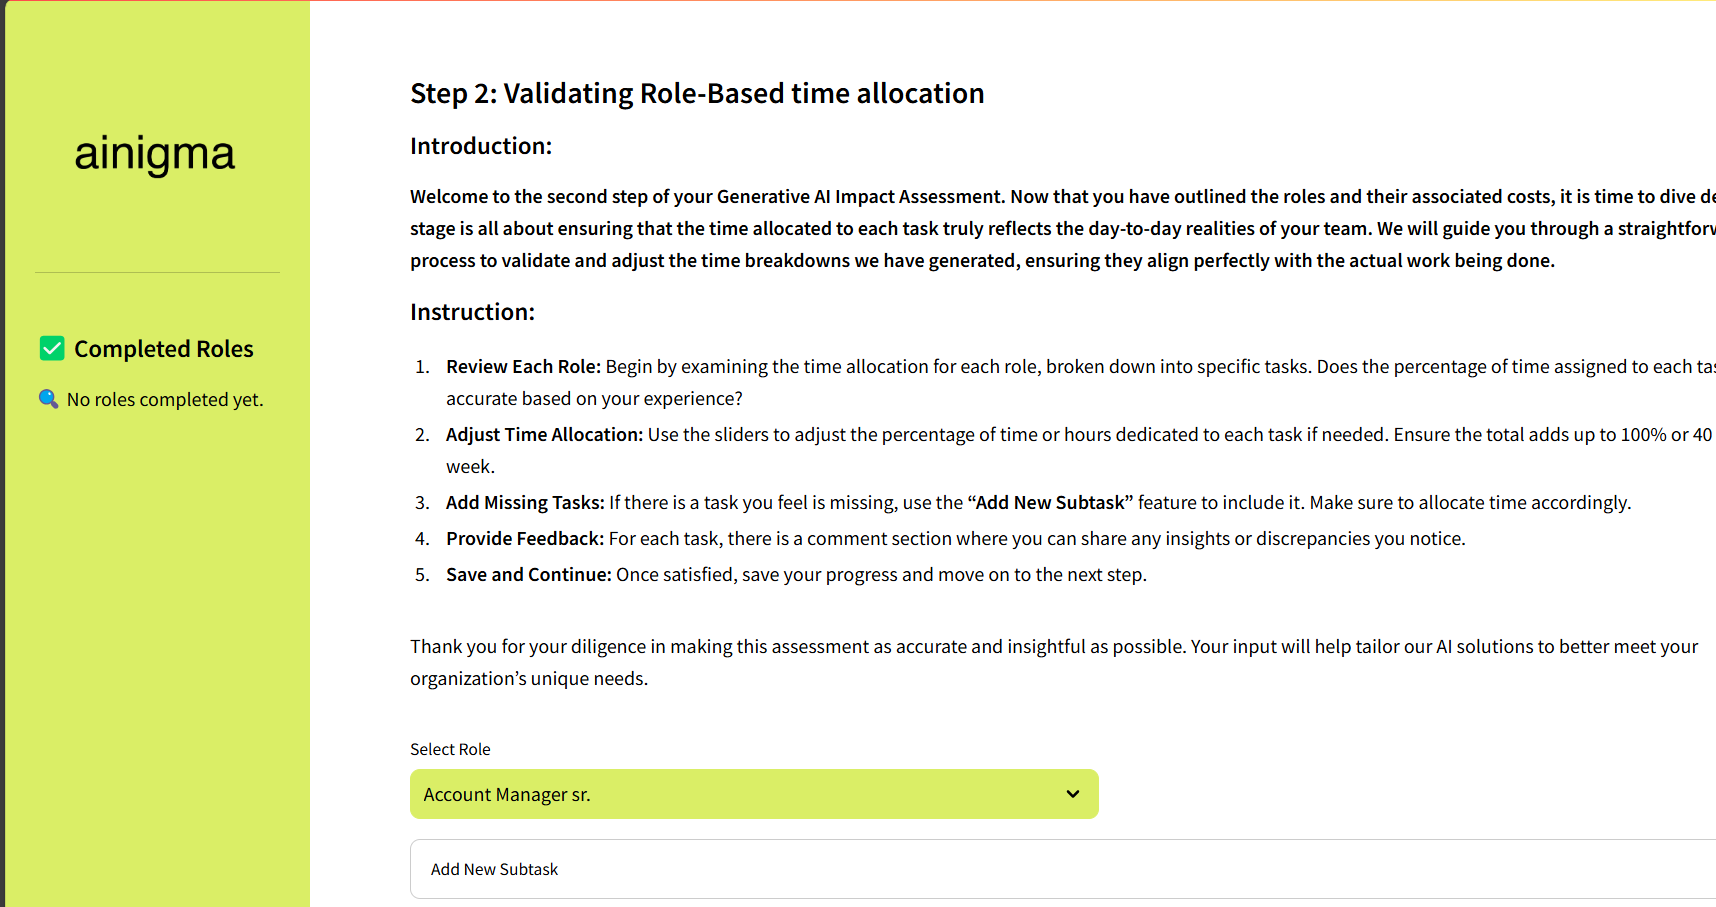 ainigma
Completed Roles
No roles completed yet.
Step 2: Validating Role-Based time allocation
Introduction:
Welcome to the second step of your Generative AI Impact Assessment. Now that you have outlined the roles and their associated costs, it is time to dive
stage is all about ensuring that the time allocated to each task truly reflects the day-to-day realities of your team. We will guide you through a
process to validate and adjust the time breakdowns we have generated, ensuring they align perfectly with the actual work being done.
Instruction:
1. Review Each Role: Begin by examining the time allocation for each role, broken down into specific tasks. Does the percentage of time assigned to each
accurate based on your experience?
2. Adjust Time Allocation: Use the sliders to adjust the percentage of time or hours dedicated to each task if needed. Ensure the total adds up to 100% or 40
week.
3. Add Missing Tasks: If there is a task you feel is missing, use the “Add New Subtask” feature to include it. Make sure to allocate time accordingly.
4. Provide Feedback: For each task, there is a comment section where you can share any insights or discrepancies you notice.
5. Save and Continue: Once satisfied, save your progress and move on to the next step.
Thank you for your diligence in making this assessment as accurate and insightful as possible. Your input will help tailor our AI solutions to better meet your
organization’s unique needs.
Select Role
Account Manager sr.
Add New Subtask